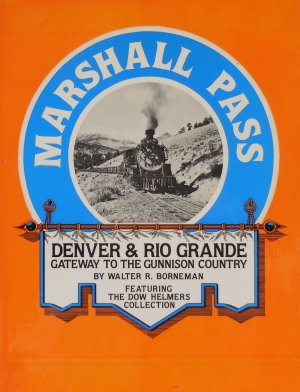 MARSHALL PASS
DENVER & RIO GRANDE
GATEWAY TO THE GUNNISON COUNTRY
BY WALTER R. BORNEMAN
FEATURING
THE DOW HELMERS
COLLECTION